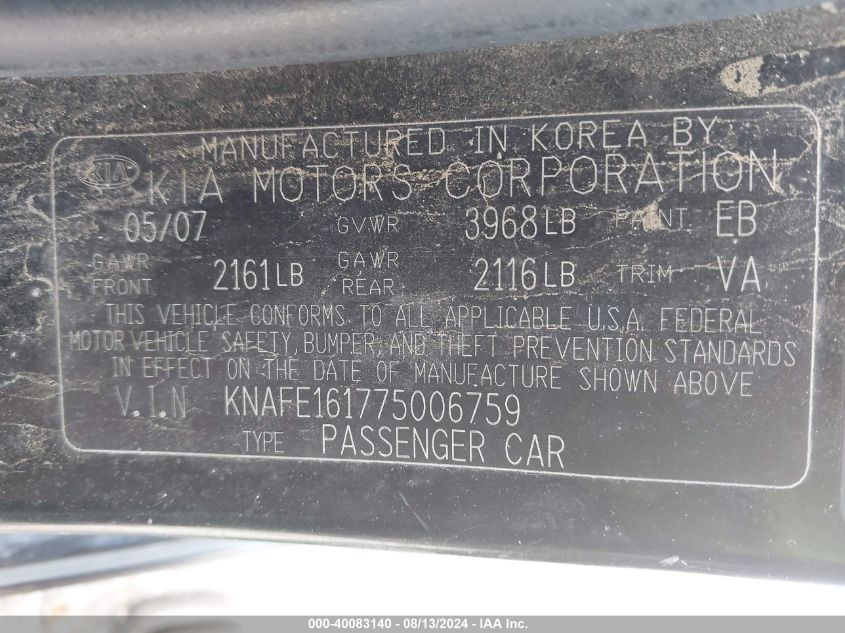 MANUFACTURED IN KOREA BY
KIA KIA MOTORS CORPORATION
05/07 GVWR 3968LB PAINT EB
GAWR FRONT 2161LB GAWR REAR 2116LB TRIM VA
THIS VEHICLE CONFORMS TO ALL APPLICABLE U.S.A. FEDERAL
MOTOR VEHICLE SAFETY, BUMPER, AND THEFT PREVENTION STANDARDS
IN EFFECT ON THE DATE OF MANUFACTURE SHOWN ABOVE
V.I.N KNAFE161775006759
TYPE PASSENGER CAR
000-40083140 - 08/13/2024 - IAA Inc.